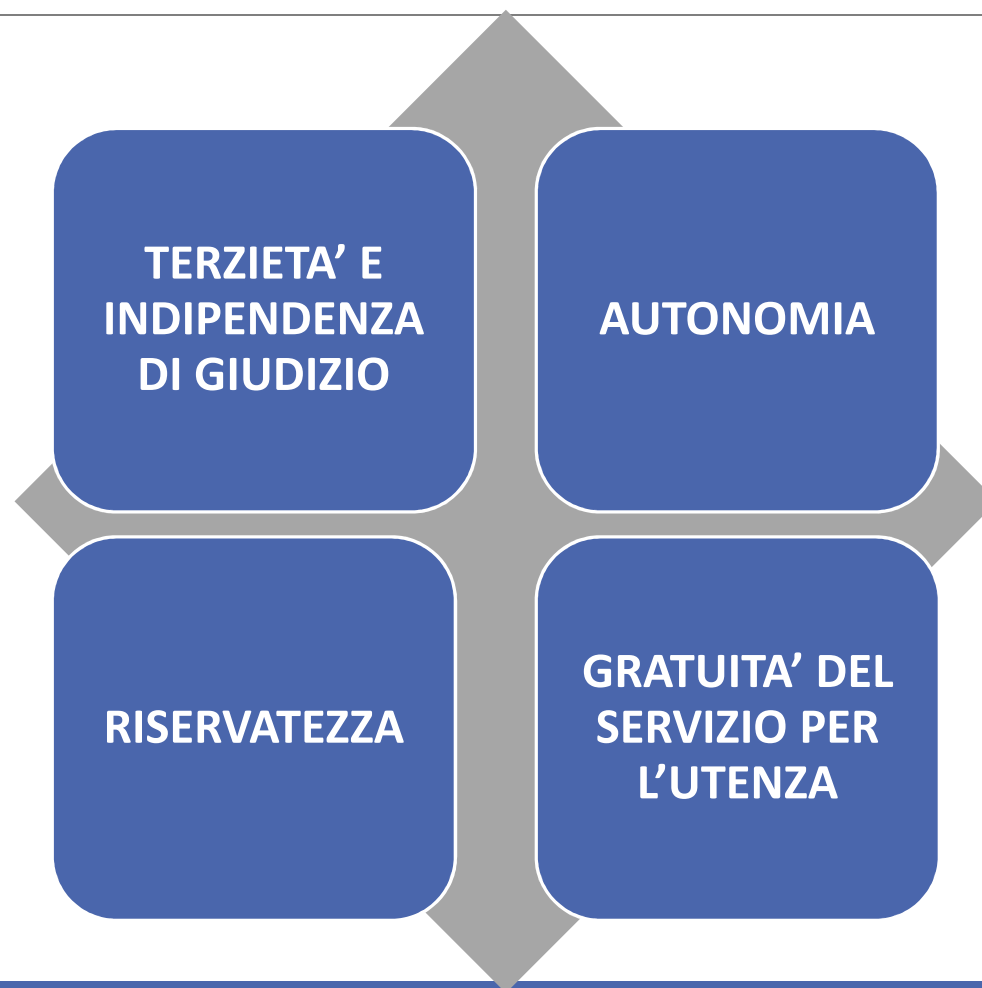 TERZIETA’ E
INDIPENDENZA
DI GIUDIZIO
AUTONOMIA
RISERVATEZZA
GRATUITA’ DEL
SERVIZIO PER
L’UTENZA